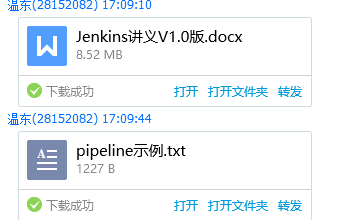 温东(28152082) 17:09:10
Jenkins讲义V1.0版.docx
8.52 MB
下载成功 打开 打开文件夹 转发
温东(28152082) 17:09:44
pipeline示例.txt
1227 B
下载成功 打开 打开文件夹 转发